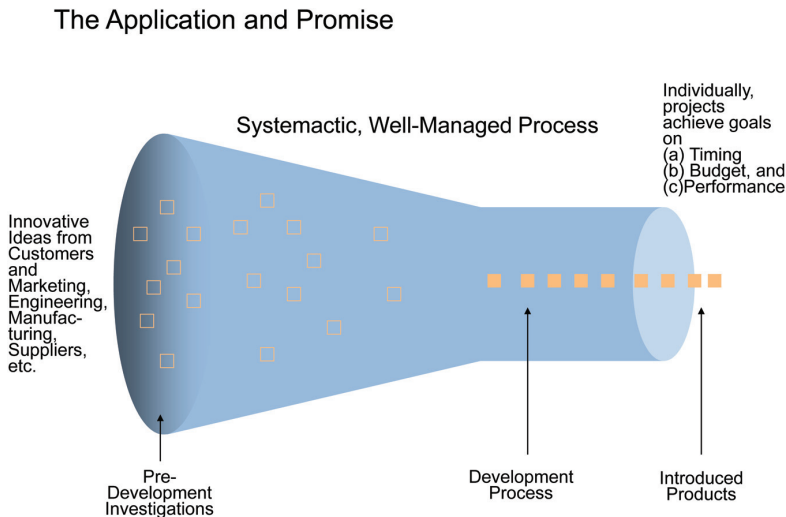 The Application and Promise
Systemactic, Well-Managed Process
Individually,
projects
achieve goals
on
(a) Timing
(b) Budget, and
(c)Performance
Innovative
Ideas from
Customers
and
Marketing,
Engineering,
Manufac-
turing,
Suppliers,
etc.
Pre-
Development
Investigations
Development
Process
Introduced
Products